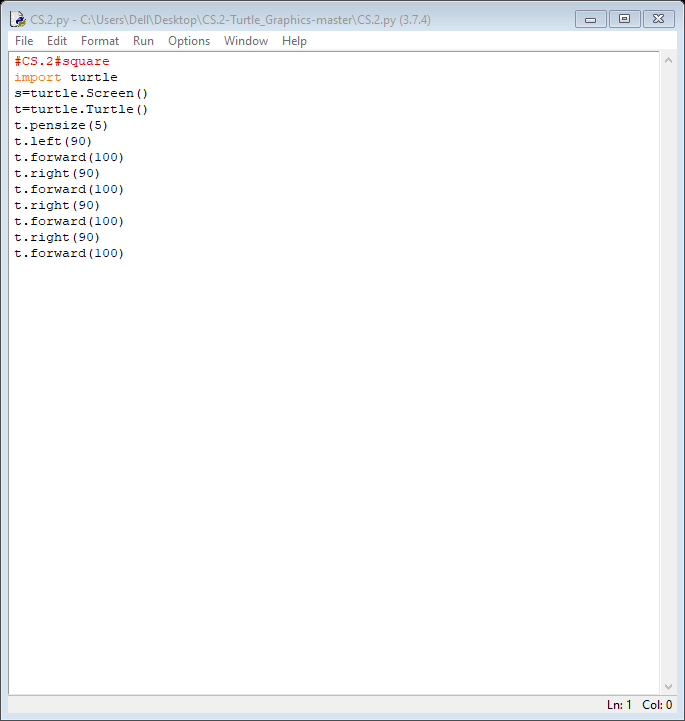 CS.2.py - C:\Users\Dell\Desktop\CS.2-Turtle_Graphics-master\CS.2.py (3.7.4)
File Edit Format Run Options Window Help
#CS.2#square
import turtle
s=turtle.Screen()
t=turtle.Turtle()
t.pensize(5)
t.left(90)
t.forward(100)
t.right(90)
t.forward(100)
t.right(90)
t.forward(100)
t.right(90)
t.forward(100)
Ln: 1 Col: 0